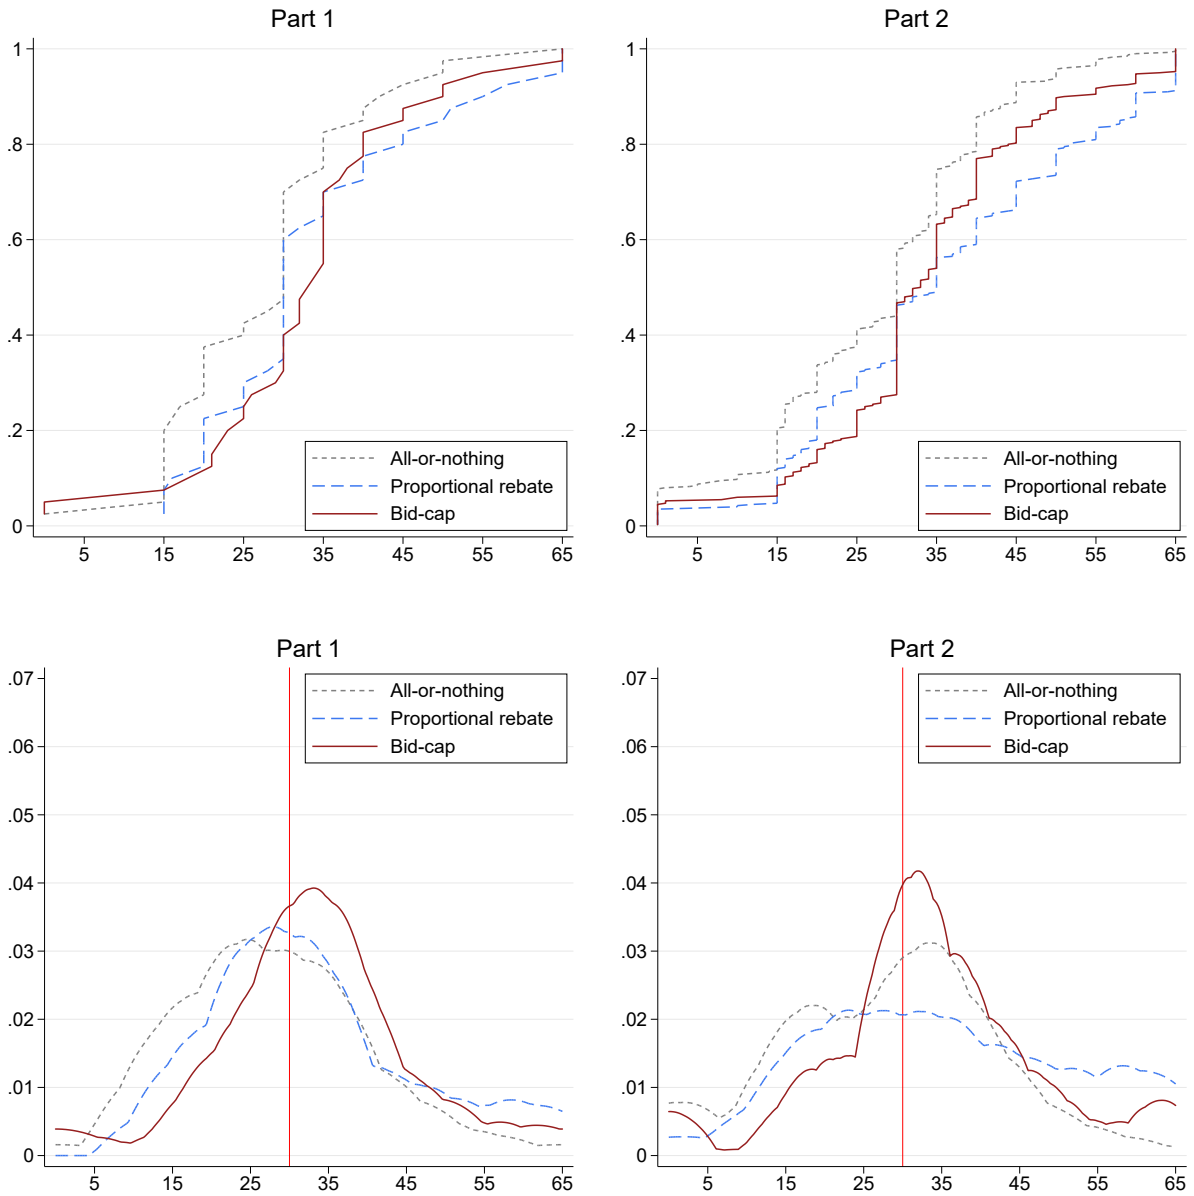 Part 1
1
.8
.6
.4
.2
0
5 15 25 35 45 55 65
All-or-nothing
Proportional rebate
Bid-cap
Part 2
1
.8
.6
.4
.2
0
5 15 25 35 45 55 65
All-or-nothing
Proportional rebate
Bid-cap
Part 1
.07
.06
.05
.04
.03
.02
.01
0
5 15 25 35 45 55 65
All-or-nothing
Proportional rebate
Bid-cap
Part 2
.07
.06
.05
.04
.03
.02
.01
0
5 15 25 35 45 55 65
All-or-nothing
Proportional rebate
Bid-cap